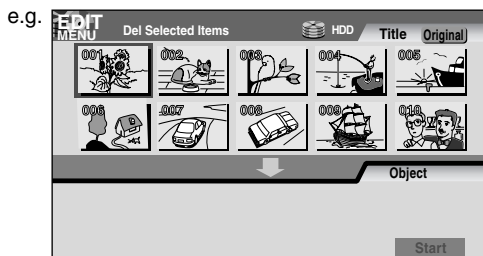 e.g.
EDIT MENU Del Selected Items HDD Title Original
001 002 003 004 005
006 007 008 009 010
Object
Start